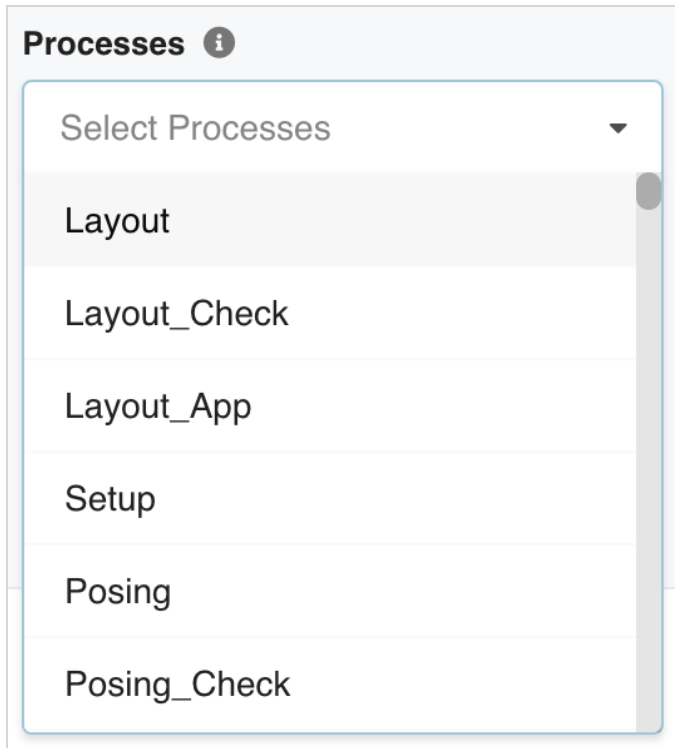 Processes
Select Processes
Layout
Layout_Check
Layout_App
Setup
Posing
Posing_Check